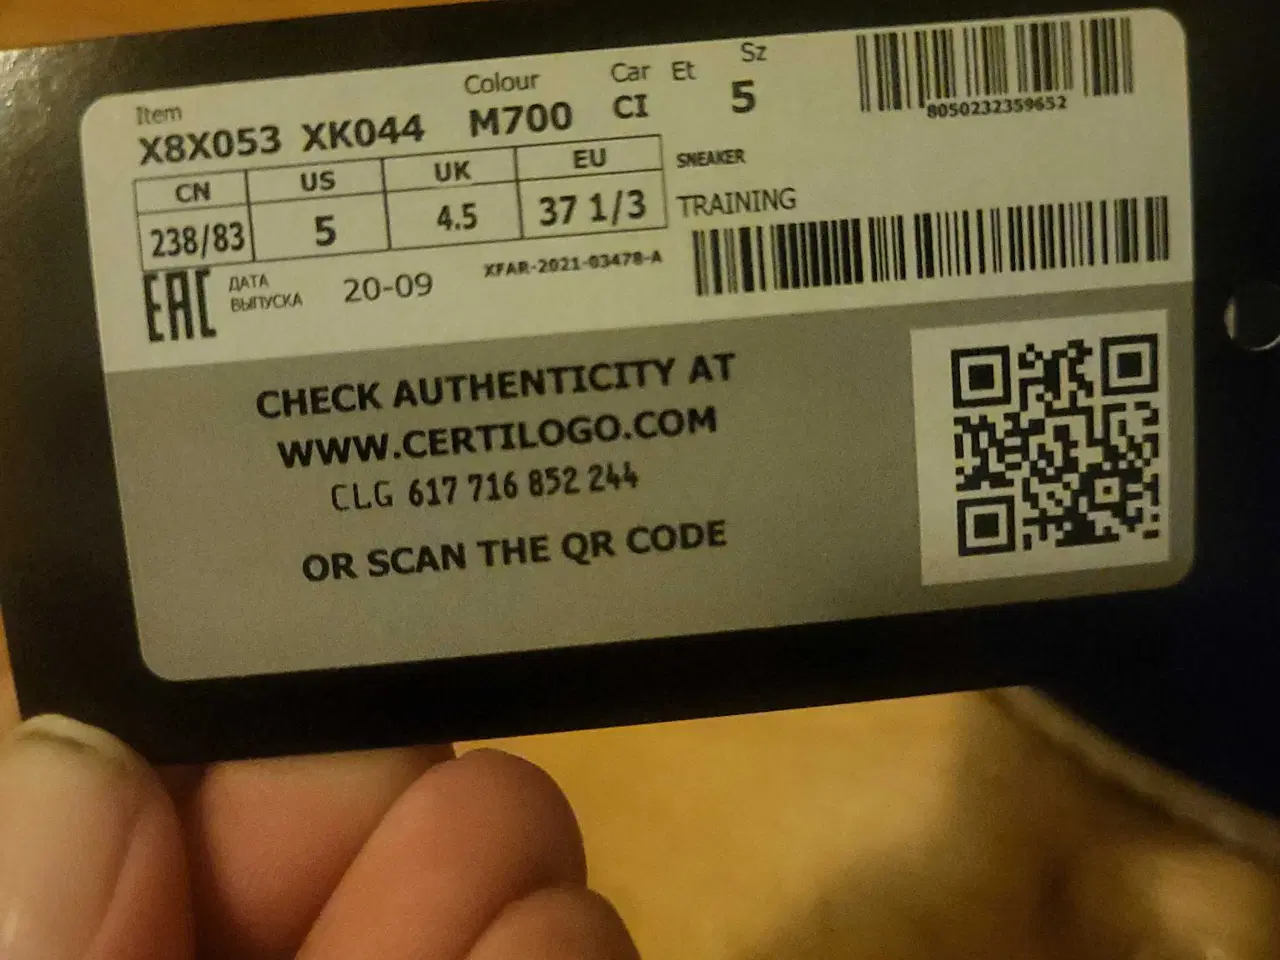 Item Colour Car Et Sz
X8X053 XK044 M700 CI 5
8050232359652
CN US UK EU
238/83 5 4.5 37 1/3
SNEAKER
TRAINING
EAC ДАТА ВЫПУСКА 20-09 XFAR-2021-03478-A
CHECK AUTHENTICITY AT
WWW.CERTILOGO.COM
CLG 617 716 852 244
OR SCAN THE QR CODE